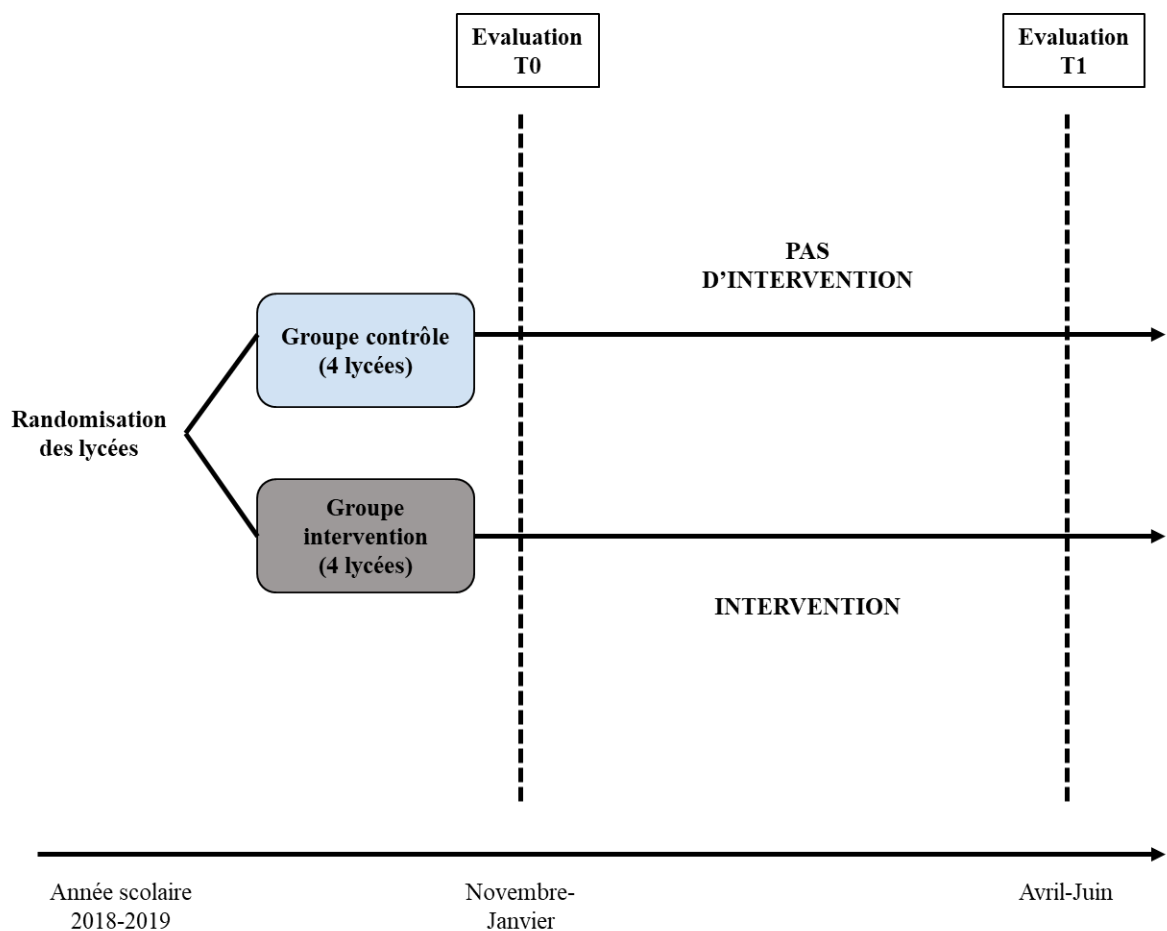 Evaluation
T0
Evaluation
T1
PAS
D’INTERVENTION
Groupe contrôle
(4 lycées)
Randomisation
des lycées
Groupe
intervention
(4 lycées)
INTERVENTION
Année scolaire
2018-2019
Novembre-
Janvier
Avril-Juin